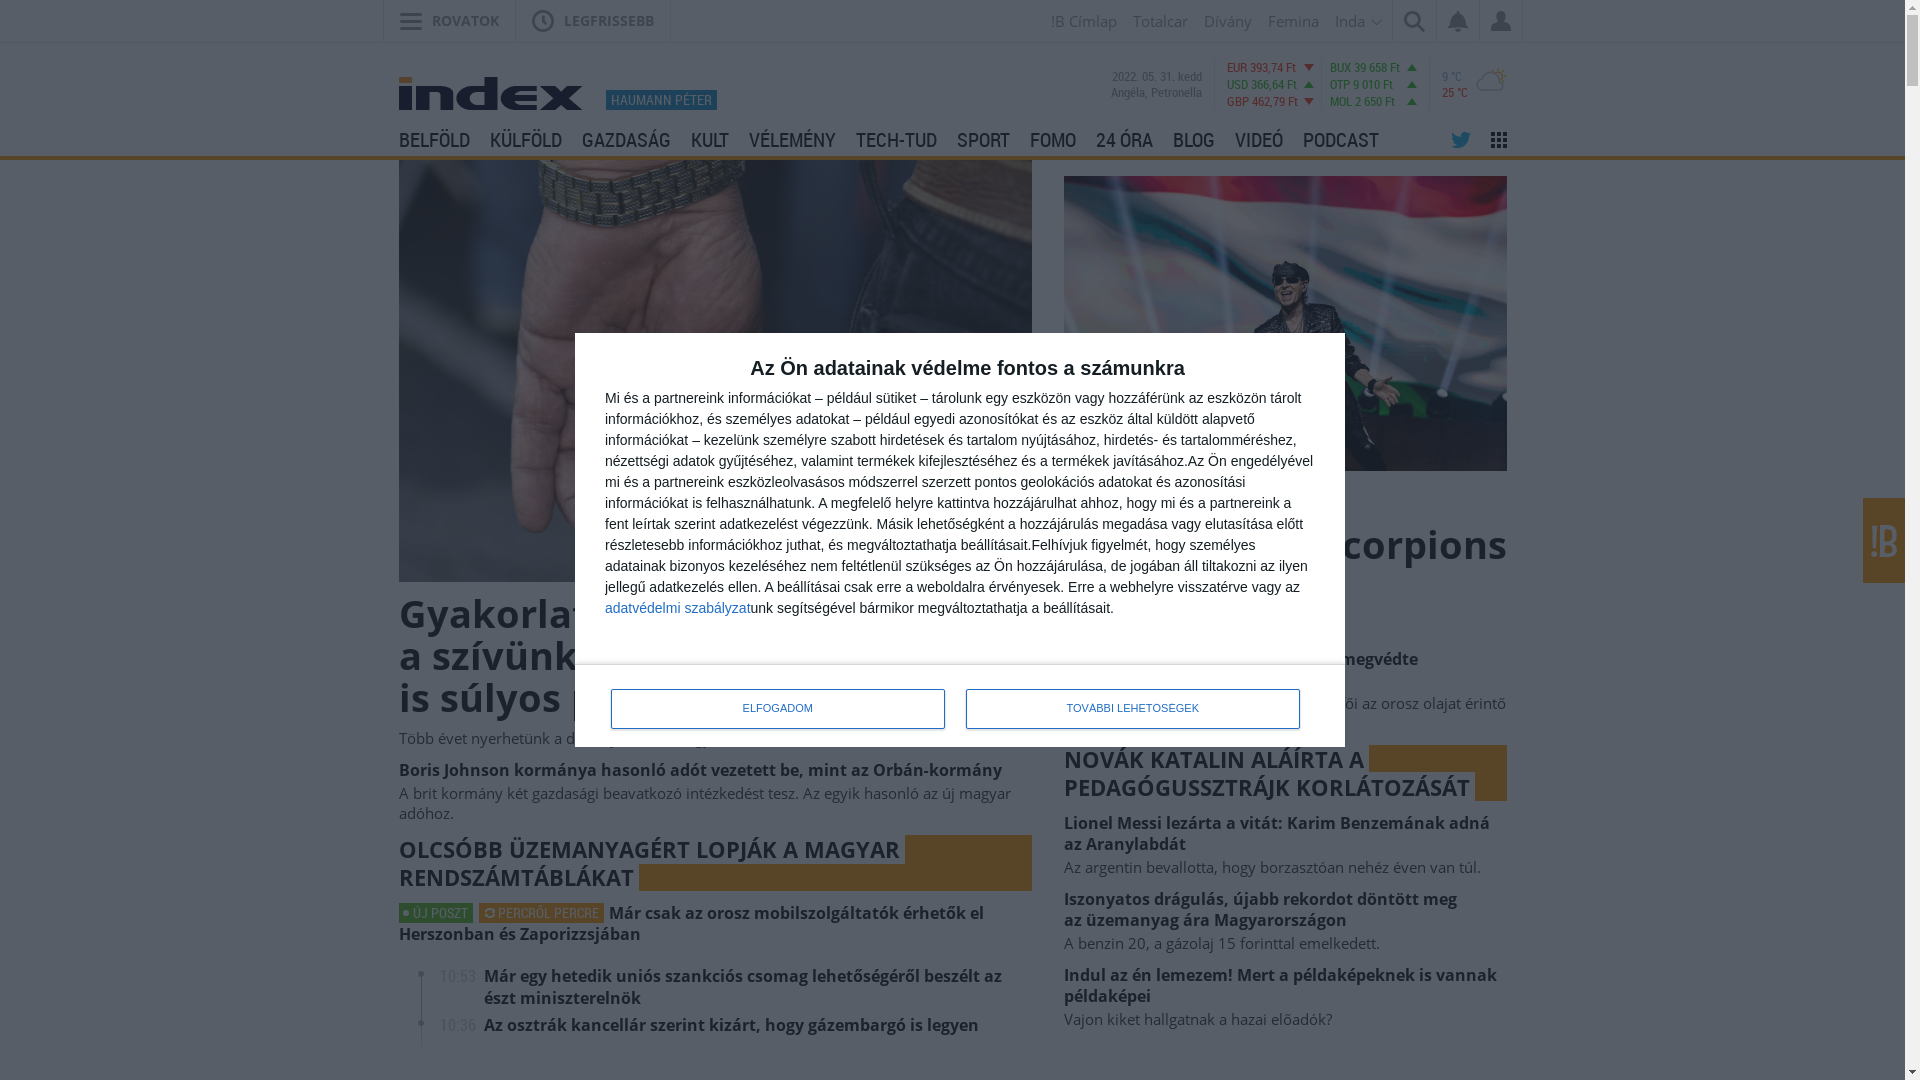 ROVATOK
LEGFRISSEBB
!B Címlap
Totalcar
Dívány
Femina
Inda
index
HAUMANN PÉTER
2022. 05. 31. kedd
Angéla, Petronella
EUR 393,74 Ft
USD 366,64 Ft
GBP 462,79 Ft
BUX 39 658 Ft
OTP 9 010 Ft
MOL 2 650 Ft
9 °C
25 °C
BELFÖLD
KÜLFÖLD
GAZDASÁG
KULT
VÉLEMÉNY
TECH-TUD
SPORT
FOMO
24 ÓRA
BLOG
VIDEÓ
PODCAST
Az Ön adatainak védelme fontos a számunkra
Mi és a partnereink információkat – például sütiket – tárolunk egy eszközön vagy hozzáférünk az eszközön tárolt
információkhoz, és személyes adatokat – például egyedi azonosítókat és az eszköz által küldött alapvető
információkat – kezelünk személyre szabott hirdetések és tartalom nyújtásához, hirdetés- és tartalomméréshez,
nézettségi adatok gyűjtéséhez, valamint termékek kifejlesztéséhez és a termékek javításához.Az Ön engedélyével
mi és a partnereink eszközleolvasásos módszerrel szerzett pontos geolokációs adatokat és azonosítási
információkat is felhasználhatunk. A megfelelő helyre kattintva hozzájárulhat ahhoz, hogy mi és a partnereink a
fent leírtak szerint adatkezelést végezzünk. Másik lehetőségként a hozzájárulás megadása vagy elutasítása előtt
részletesebb információkhoz juthat, és megváltoztathatja beállításait.Felhívjuk figyelmét, hogy személyes
adatainak bizonyos kezeléséhez nem feltétlenül szükséges az Ön hozzájárulása, de jogában áll tiltakozni az ilyen
jellegű adatkezelés ellen. A beállításai csak erre a weboldalra érvényesek. Erre a webhelyre visszatérve vagy az
adatvédelmi szabályzatunk segítségével bármikor megváltoztathatja a beállításait.
ELFOGADOM
TOVÁBBI LEHETŐSÉGEK
!B
a szívünk
is súlyos
Több évet nyerhetünk a
Boris Johnson kormánya hasonló adót vezetett be, mint az Orbán-kormány
A brit kormány két gazdasági beavatkozó intézkedést tesz. Az egyik hasonló az új magyar
adóhoz.
OLCSÓBB ÜZEMANYAGÉRT LOPJÁK A MAGYAR
RENDSZÁMTÁBLÁKAT
ÚJ POSZT
PERCRŐL PERCRE
Már csak az orosz mobilszolgáltatók érhetők el
Herszonban és Zaporizzsjában
10:53 Már egy hetedik uniós szankciós csomag lehetőségéről beszélt az
észt miniszterelnök
10:36 Az osztrák kancellár szerint kizárt, hogy gázembargó is legyen
corpions
megvédte
ői az orosz olajat érintő
NOVÁK KATALIN ALÁÍRTA A
PEDAGÓGUSSZTRÁJK KORLÁTOZÁSÁT
Lionel Messi lezárta a vitát: Karim Benzemának adná
az Aranylabdát
Az argentin bevallotta, hogy borzasztóan nehéz éven van túl.
Iszonyatos drágulás, újabb rekordot döntött meg
az üzemanyag ára Magyarországon
A benzin 20, a gázolaj 15 forinttal emelkedett.
Indul az én lemezem! Mert a példaképeknek is vannak
példaképei
Vajon kiket hallgatnak a hazai előadók?